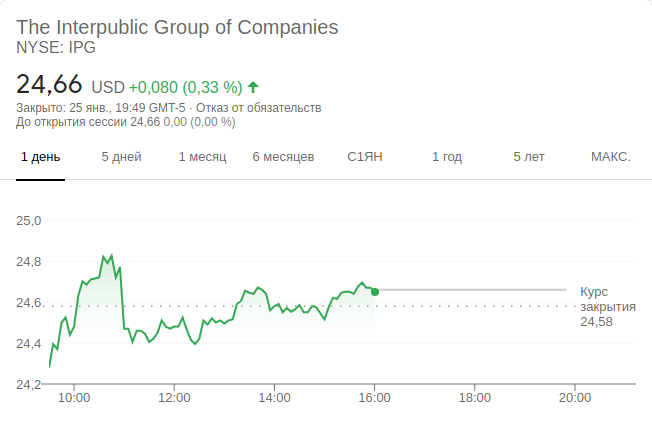 The Interpublic Group of Companies
NYSE: IPG
24,66 USD +0,080 (0,33 %)
Закрыто: 25 янв., 19:49 GMT-5 · Отказ от обязательств
До открытия сессии 24,66 0,00 (0,00 %)
1 день 5 дней 1 месяц 6 месяцев С1ЯН 1 год 5 лет МАКС.
25,0
24,8
24,6
24,4
24,2
Курс
закрытия
24,58
10:00 12:00 14:00 16:00 18:00 20:00